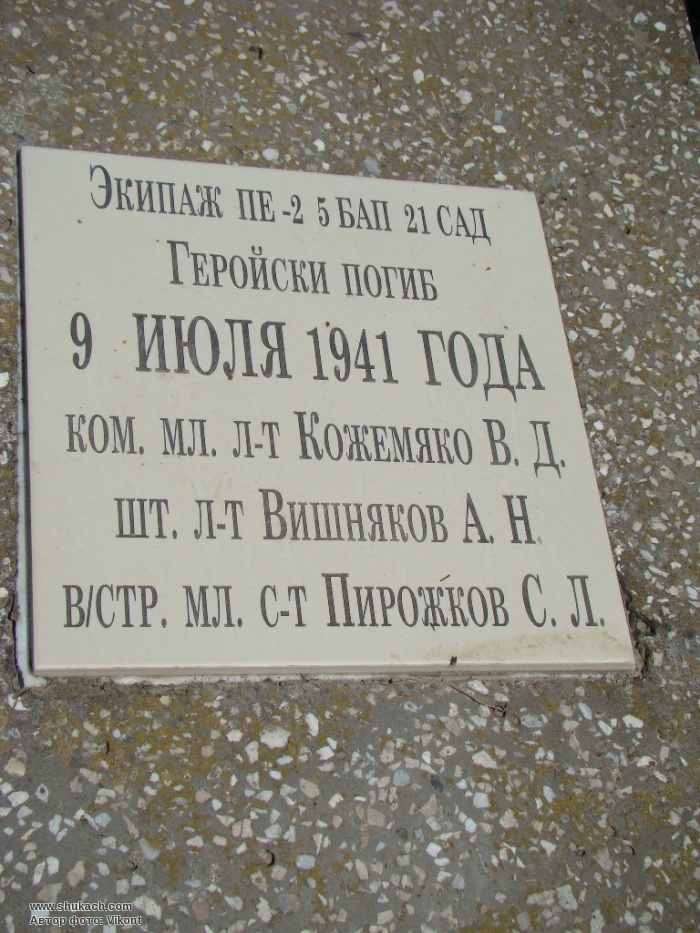 Экипаж ПЕ-2 5 БАП 21 САД
Геройски погиб
9 ИЮЛЯ 1941 ГОДА
ком. мл. л-т Кожемяко В. Д.
шт. л-т Вишняков А. Н.
в/стр. мл. с-т Пирожков С. Л.
www.shukach.com
Автор фото: Vikont